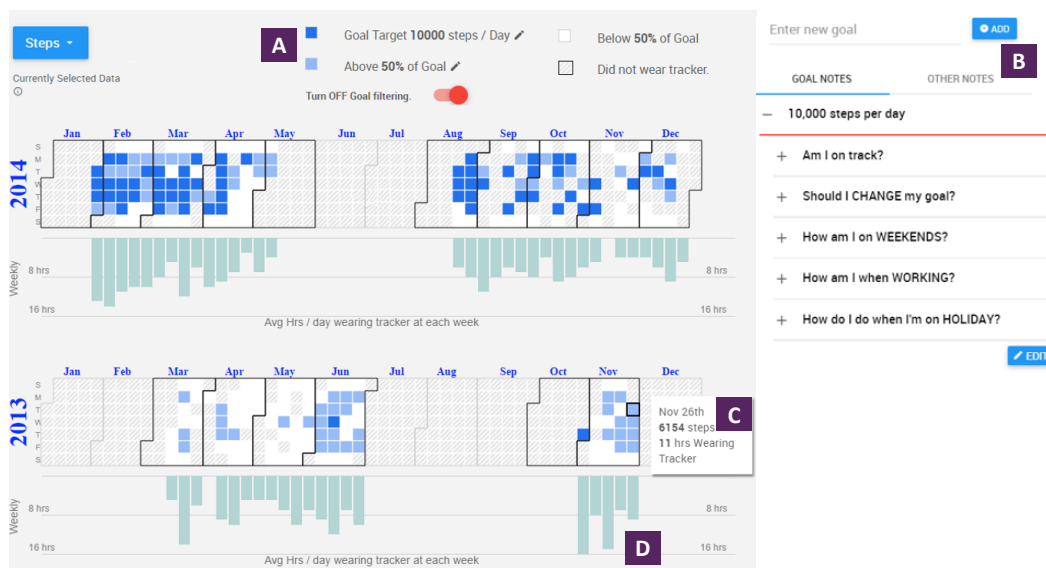 Steps
Currently Selected Data
A
Goal Target 10000 steps / Day
Above 50% of Goal
Below 50% of Goal
Did not wear tracker.
Turn OFF Goal filtering.
Jan Feb Mar Apr May Jun Jul Aug Sep Oct Nov Dec
2014
S
M
T
W
T
F
S
Weekly
8 hrs 8 hrs
16 hrs 16 hrs
Avg Hrs / day wearing tracker at each week
Jan Feb Mar Apr May Jun Jul Aug Sep Oct Nov Dec
2013
S
M
T
W
T
F
S
C
Nov 26th
6154 steps
11 hrs Wearing
Tracker
Weekly
8 hrs 8 hrs
16 hrs 16 hrs
D
Avg Hrs / day wearing tracker at each week
Enter new goal
ADD
B
GOAL NOTES OTHER NOTES
10,000 steps per day
Am I on track?
Should I CHANGE my goal?
How am I on WEEKENDS?
How am I when WORKING?
How do I do when I'm on HOLIDAY?
EDIT